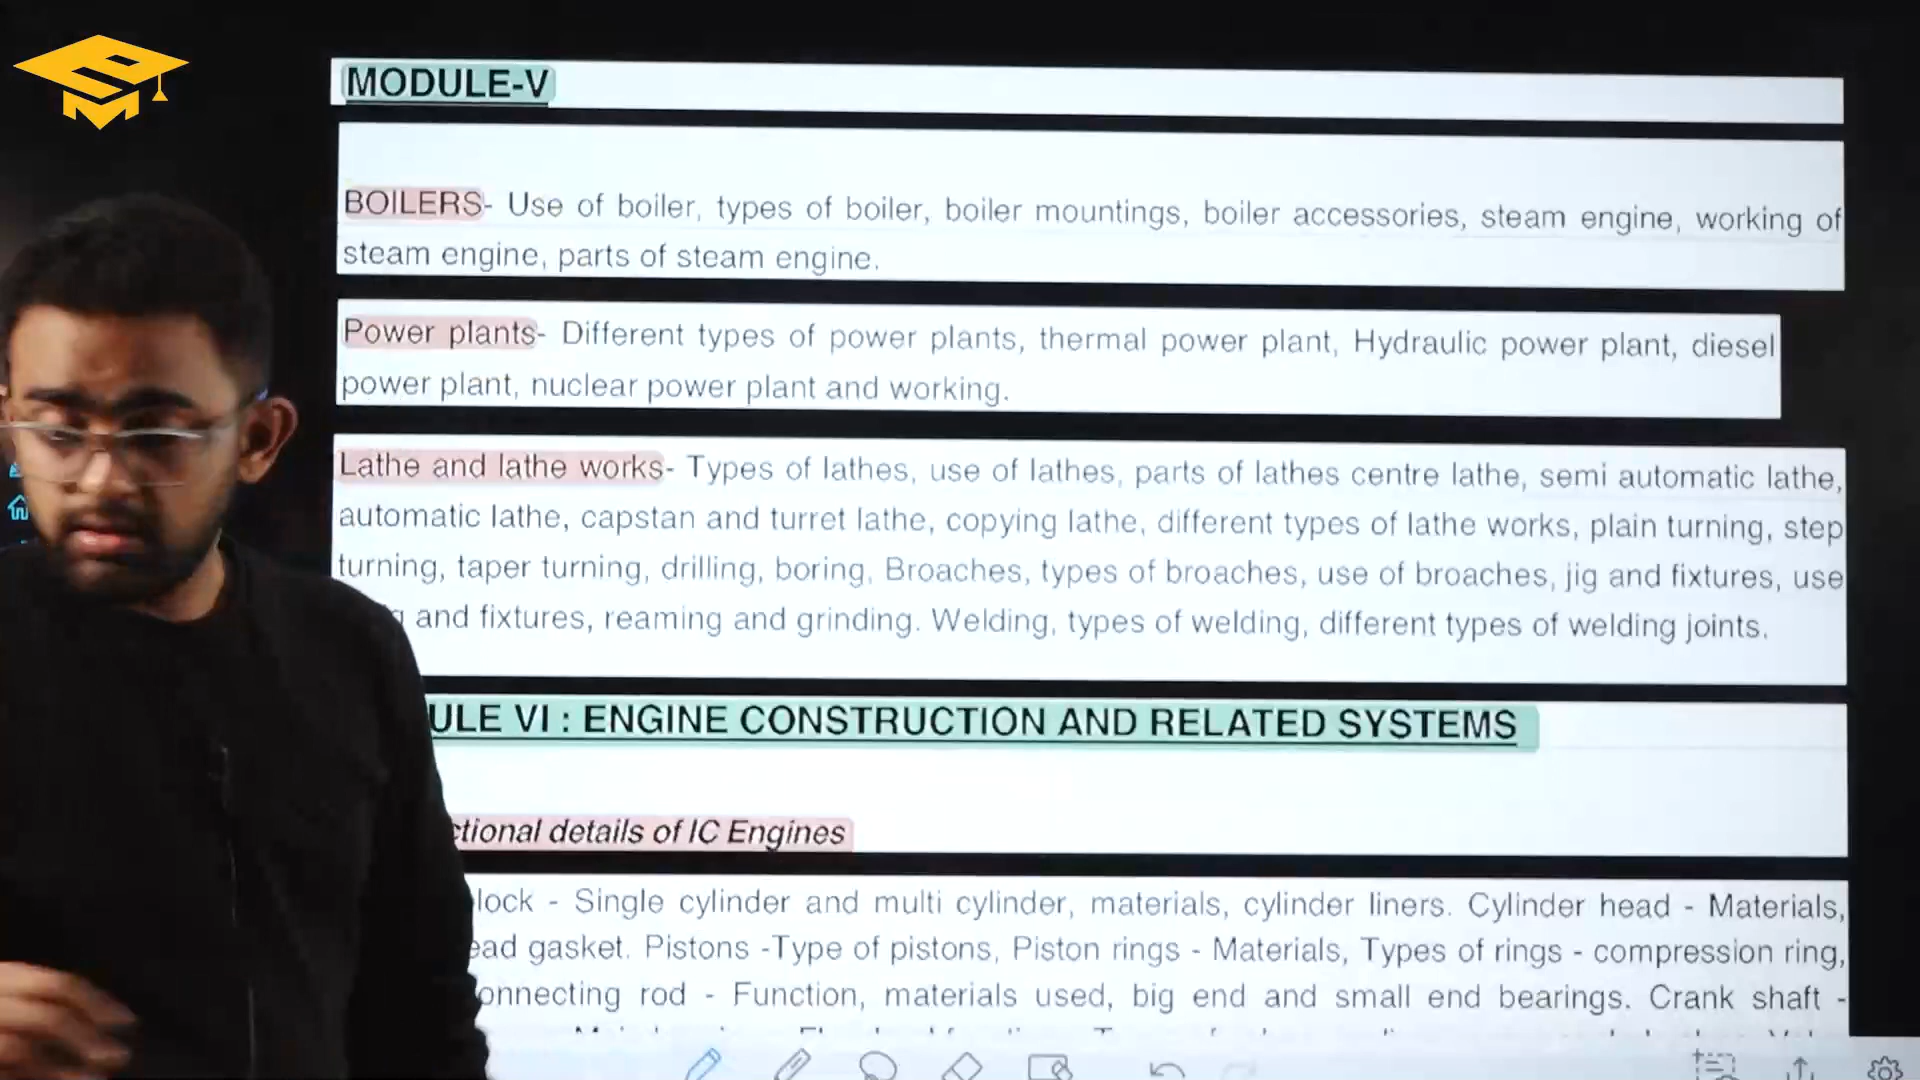 MODULE-V
BOILERS- Use of boiler, types of boiler, boiler mountings, boiler accessories, steam engine, working of
steam engine, parts of steam engine.
Power plants- Different types of power plants, thermal power plant, Hydraulic power plant, diesel
power plant, nuclear power plant and working.
Lathe and lathe works- Types of lathes, use of lathes, parts of lathes centre lathe, semi automatic lathe,
automatic lathe, capstan and turret lathe, copying lathe, different types of lathe works, plain turning, step
turning, taper turning, drilling, boring, Broaches, types of broaches, use of broaches, jig and fixtures, use
and fixtures, reaming and grinding. Welding, types of welding, different types of welding joints.
ULE VI : ENGINE CONSTRUCTION AND RELATED SYSTEMS
ctional details of IC Engines
lock - Single cylinder and multi cylinder, materials, cylinder liners. Cylinder head - Materials,
ead gasket. Pistons -Type of pistons, Piston rings - Materials, Types of rings - compression ring,
onnecting rod - Function, materials used, big end and small end bearings. Crank shaft -